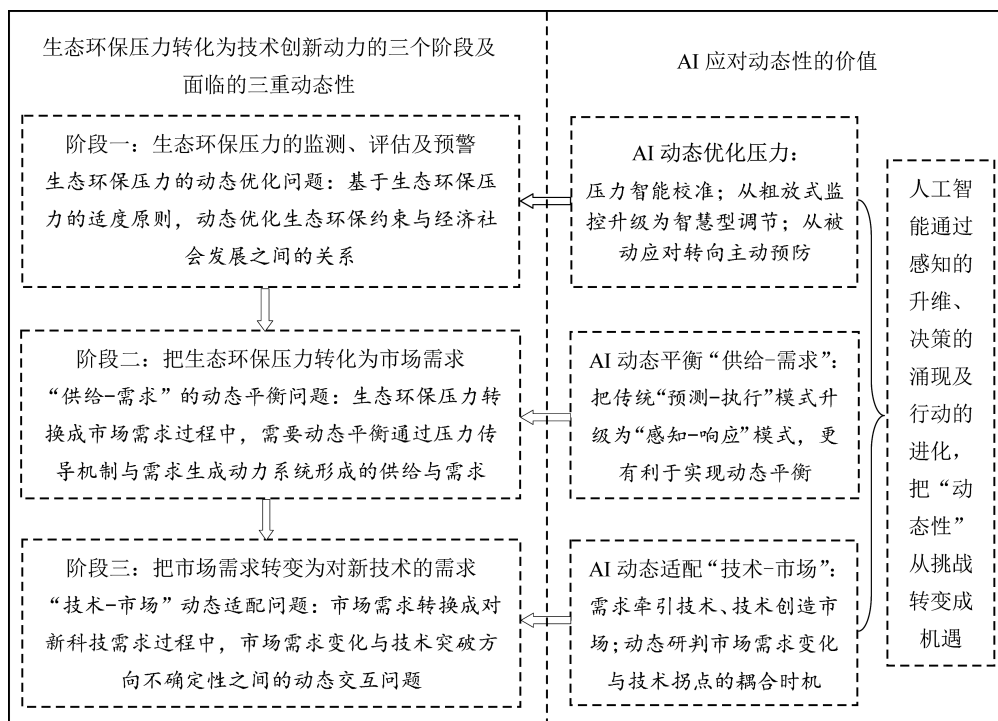 生态环保压力转化为技术创新动力的三个阶段及
面临的三重动态性
阶段一：生态环保压力的监测、评估及预警
生态环保压力的动态优化问题：基于生态环保压
力的适度原则，动态优化生态环保约束与经济社
会发展之间的关系
阶段二：把生态环保压力转化为市场需求
“供给-需求”的动态平衡问题：生态环保压力转
换成市场需求过程中，需要动态平衡通过压力传
导机制与需求生成动力系统形成的供给与需求
阶段三：把市场需求转变为对新技术的需求
“技术-市场”动态适配问题：市场需求转换成对
新科技需求过程中，市场需求变化与技术突破方
向不确定性之间的动态交互问题
AI 应对动态性的价值
AI 动态优化压力：
压力智能校准；从粗放式监
控升级为智慧型调节；从被
动应对转向主动预防
AI 动态平衡“供给-需求”：
把传统“预测-执行”模式升
级为“感知-响应”模式，更
有利于实现动态平衡
AI 动态适配“技术-市场”：
需求牵引技术、技术创造市
场；动态研判市场需求变化
与技术拐点的耦合时机
人工智
能通过
感知的
升维、
决策的
涌现及
行动的
进化，
把“动
态性”
从挑战
转变成
机遇